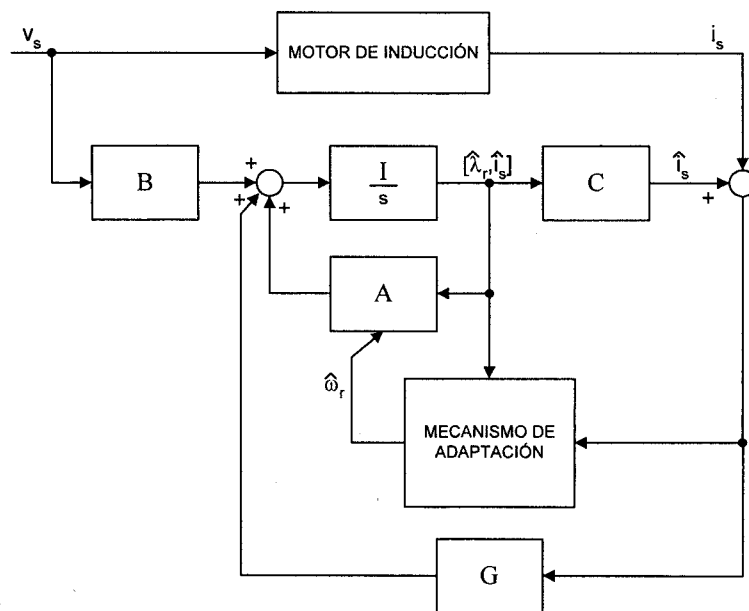 v_s
MOTOR DE INDUCCIÓN
i_s
B
+
+
+
I
s
[λ̂_r, î_s]
C
î_s
+
A
ω̂_r
MECANISMO DE
ADAPTACIÓN
G